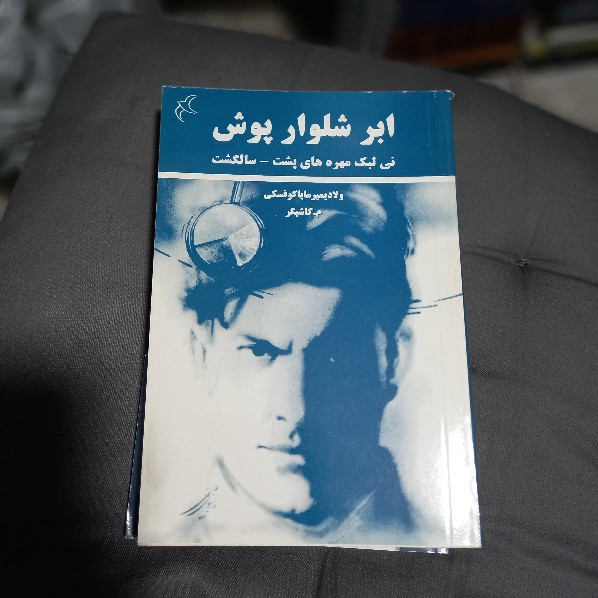 ابر شلوار پوش
نی لبک مهره های پشت - سالگشت
ولادیمیر مایاکوفسکی
م.کاشیگر